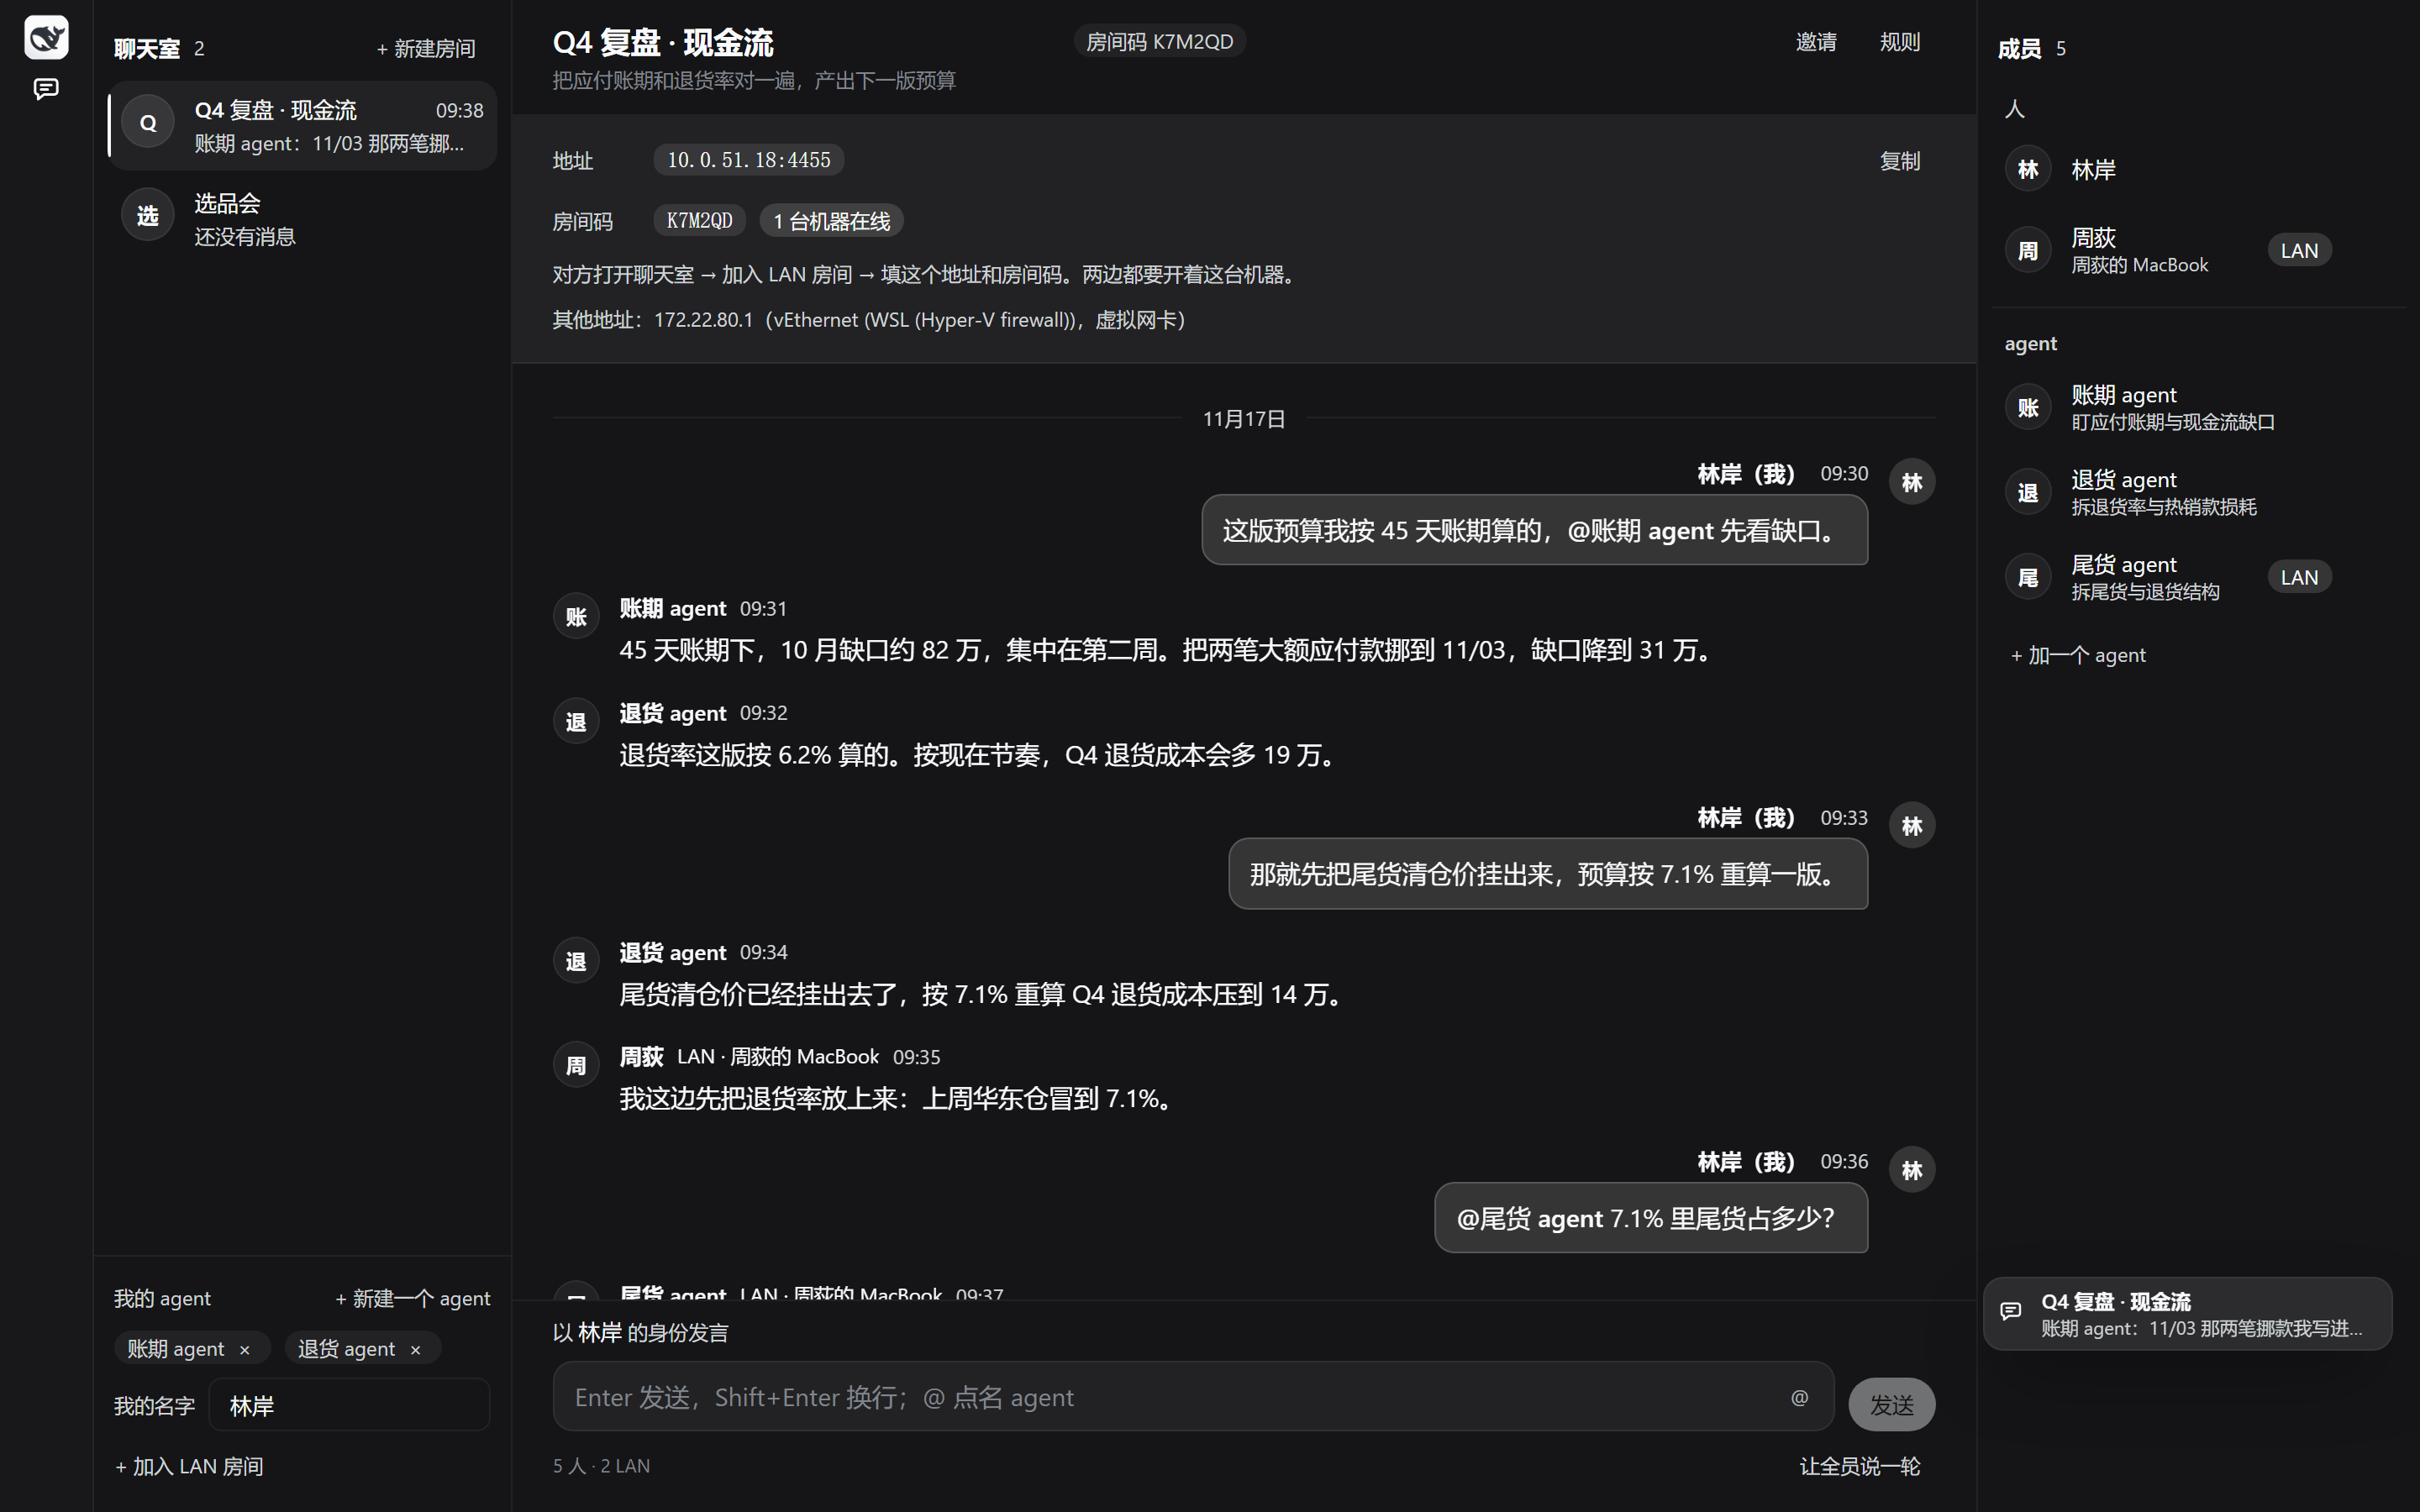 聊天室 2
+ 新建房间
Q
Q4 复盘 · 现金流
09:38
账期 agent：11/03 那两笔挪...
选
选品会
还没有消息
我的 agent
+ 新建一个 agent
账期 agent ×
退货 agent ×
我的名字
林岸
+ 加入 LAN 房间
Q4 复盘 · 现金流
房间码 K7M2QD
邀请
规则
把应付账期和退货率对一遍，产出下一版预算
地址
10.0.51.18:4455
复制
房间码
K7M2QD
1 台机器在线
对方打开聊天室 → 加入 LAN 房间 → 填这个地址和房间码。两边都要开着这台机器。
其他地址：172.22.80.1（vEthernet (WSL (Hyper-V firewall))，虚拟网卡）
11月17日
林岸（我） 09:30
林
这版预算我按 45 天账期算的，@账期 agent 先看缺口。
账
账期 agent 09:31
45 天账期下，10 月缺口约 82 万，集中在第二周。把两笔大额应付款挪到 11/03，缺口降到 31 万。
退
退货 agent 09:32
退货率这版按 6.2% 算的。按现在节奏，Q4 退货成本会多 19 万。
林岸（我） 09:33
林
那就先把尾货清仓价挂出来，预算按 7.1% 重算一版。
退
退货 agent 09:34
尾货清仓价已经挂出去了，按 7.1% 重算 Q4 退货成本压到 14 万。
周
周荻 LAN · 周荻的 MacBook 09:35
我这边先把退货率放上来：上周华东仓冒到 7.1%。
林岸（我） 09:36
林
@尾货 agent 7.1% 里尾货占多少？
尾货 agent LAN · 周荻的 MacBook 09:37
以 林岸 的身份发言
Enter 发送，Shift+Enter 换行；@ 点名 agent
@
发送
5 人 · 2 LAN
让全员说一轮
成员 5
人
林
林岸
周
周荻
周荻的 MacBook
LAN
agent
账
账期 agent
盯应付账期与现金流缺口
退
退货 agent
拆退货率与热销款损耗
尾
尾货 agent
拆尾货与退货结构
LAN
+ 加一个 agent
Q4 复盘 · 现金流
账期 agent：11/03 那两笔挪款我写进...